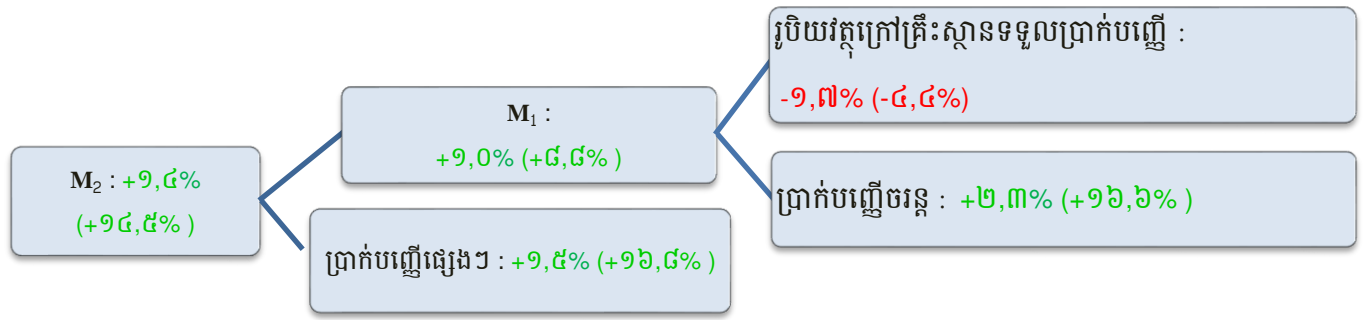 M₂ : +១,៤%
(+១៤,៥% )
M₁ :
+១,០% (+៨,៨% )
ប្រាក់បញ្ញើផ្សេងៗ : +១,៥% (+១៦,៨% )
រូបិយវត្ថុក្រៅគ្រឹះស្ថានទទួលប្រាក់បញ្ញើ :
-១,៧% (-៤,៤%)
ប្រាក់បញ្ញើចរន្ត : +២,៣% (+១៦,៦% )